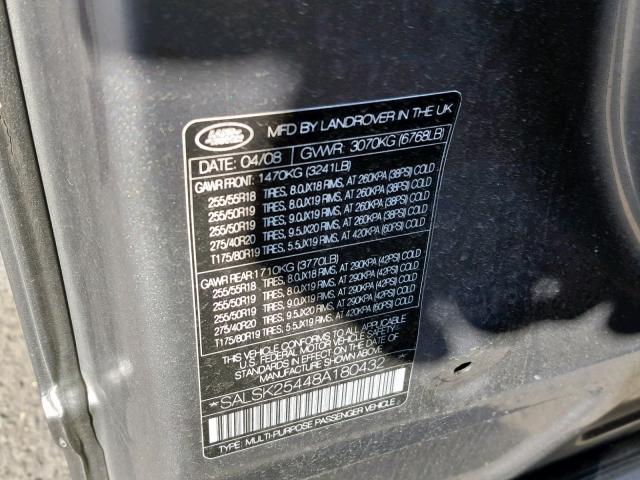 LAND ROVER
MFD BY LANDROVER IN THE UK
DATE: 04/08 GVWR: 3070KG (6768LB)
GAWR FRONT: 1470KG (3241LB)
255/55R18 TIRES, 8.0JX18 RIMS, AT 260KPA (38PSI) COLD
255/50R19 TIRES, 8.0JX19 RIMS, AT 260KPA (38PSI) COLD
255/50R19 TIRES, 9.0JX19 RIMS, AT 260KPA (38PSI) COLD
275/40R20 TIRES, 9.5JX20 RIMS, AT 260KPA (38PSI) COLD
T175/80R19 TIRES, 5.5JX19 RIMS, AT 420KPA (60PSI) COLD
GAWR REAR: 1710KG (3770LB)
255/55R18 TIRES, 8.0JX18 RIMS, AT 290KPA (42PSI) COLD
255/50R19 TIRES, 8.0JX19 RIMS, AT 290KPA (42PSI) COLD
255/50R19 TIRES, 9.0JX19 RIMS, AT 290KPA (42PSI) COLD
275/40R20 TIRES, 9.5JX20 RIMS, AT 290KPA (42PSI) COLD
T175/80R19 TIRES, 5.5JX19 RIMS, AT 420KPA (60PSI) COLD
THIS VEHICLE CONFORMS TO ALL APPLICABLE
U.S. FEDERAL MOTOR VEHICLE SAFETY
STANDARDS IN EFFECT ON THE DATE OF
MANUFACTURE SHOWN ABOVE.
*SALSK25448A180432*
TYPE: MULTI-PURPOSE PASSENGER VEHICLE